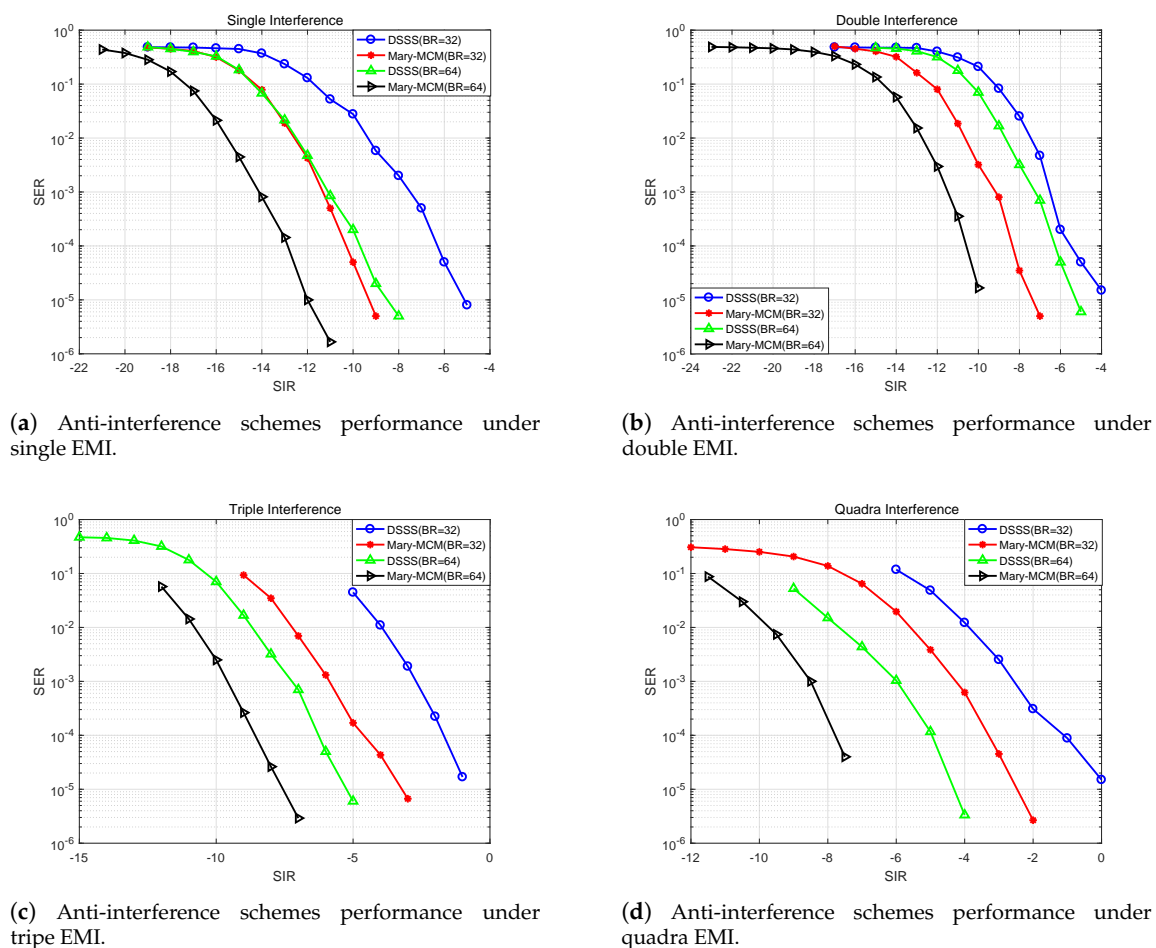 Single Interference
10^0
10^-1
10^-2
10^-3
10^-4
10^-5
10^-6
SER
-22 -20 -18 -16 -14 -12 -10 -8 -6 -4
SIR
DSSS(BR=32)
Mary-MCM(BR=32)
DSSS(BR=64)
Mary-MCM(BR=64)
(a) Anti-interference schemes performance under
single EMI.
Double Interference
10^0
10^-1
10^-2
10^-3
10^-4
10^-5
10^-6
SER
DSSS(BR=32)
Mary-MCM(BR=32)
DSSS(BR=64)
Mary-MCM(BR=64)
-24 -22 -20 -18 -16 -14 -12 -10 -8 -6 -4
SIR
(b) Anti-interference schemes performance under
double EMI.
Triple Interference
10^0
10^-1
10^-2
10^-3
10^-4
10^-5
10^-6
SER
-15 -10 -5 0
SIR
DSSS(BR=32)
Mary-MCM(BR=32)
DSSS(BR=64)
Mary-MCM(BR=64)
(c) Anti-interference schemes performance under
tripe EMI.
Quadra Interference
10^0
10^-1
10^-2
10^-3
10^-4
10^-5
10^-6
SER
-12 -10 -8 -6 -4 -2 0
SIR
DSSS(BR=32)
Mary-MCM(BR=32)
DSSS(BR=64)
Mary-MCM(BR=64)
(d) Anti-interference schemes performance under
quadra EMI.